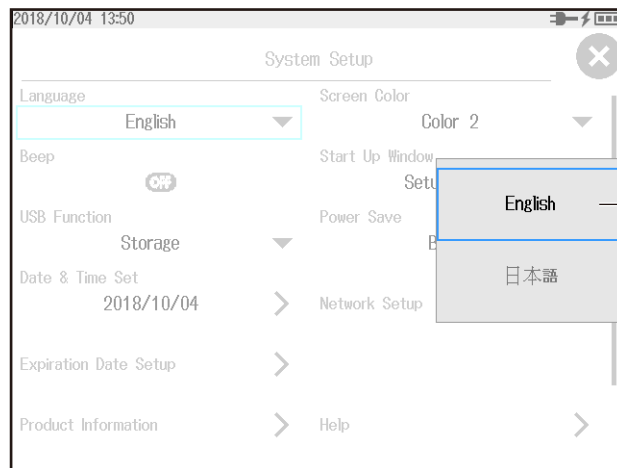 2018/10/04 13:50
System Setup
Language
English
Screen Color
Color 2
Beep
OFF
Start Up Window
Setu
USB Function
Storage
Power Save
English
日本語
Date & Time Set
2018/10/04
Network Setup
Expiration Date Setup
Product Information
Help